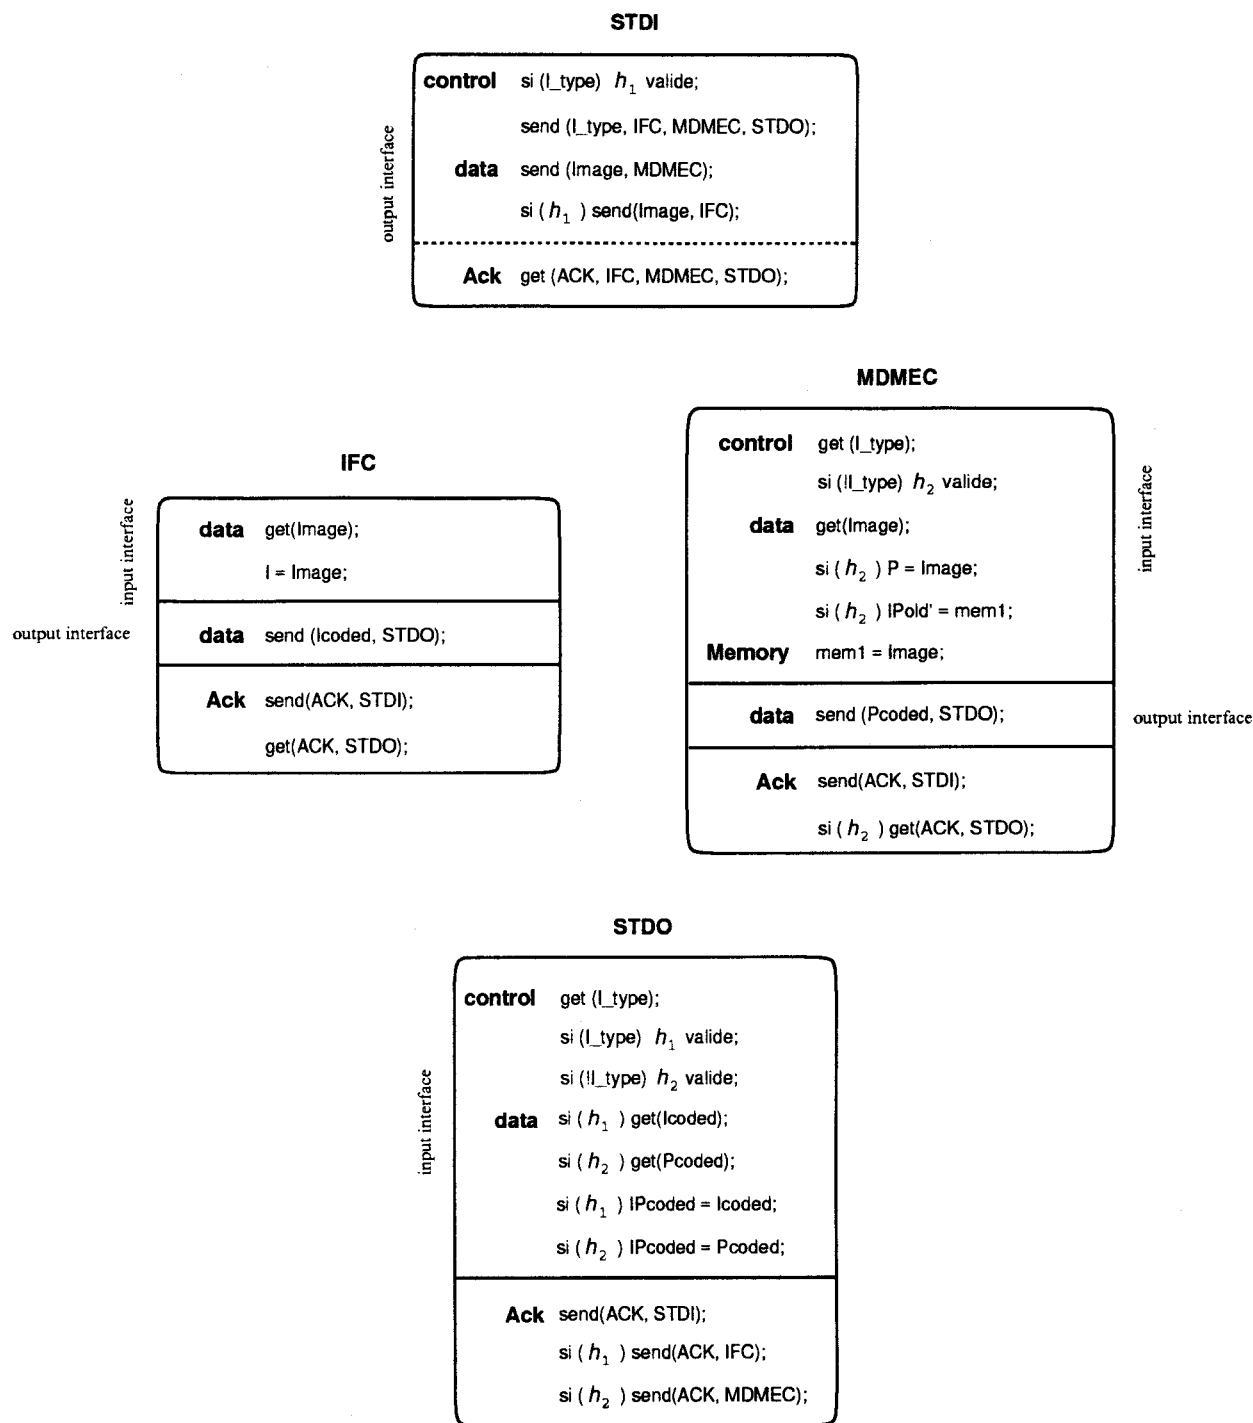 STDI
control si (I_type) h1 valide;
send (I_type, IFC, MDMEC, STDO);
data send (Image, MDMEC);
si ( h1 ) send(Image, IFC);
output interface
Ack get (ACK, IFC, MDMEC, STDO);
IFC
input interface
data get(Image);
I = Image;
output interface
data send (Icoded, STDO);
Ack send(ACK, STDI);
get(ACK, STDO);
MDMEC
control get (I_type);
si (!I_type) h2 valide;
input interface
data get(Image);
si ( h2 ) P = Image;
si ( h2 ) IPold' = mem1;
Memory mem1 = Image;
data send (Pcoded, STDO);
output interface
Ack send(ACK, STDI);
si ( h2 ) get(ACK, STDO);
STDO
control get (I_type);
si (I_type) h1 valide;
si (!I_type) h2 valide;
input interface
data si ( h1 ) get(Icoded);
si ( h2 ) get(Pcoded);
si ( h1 ) IPcoded = Icoded;
si ( h2 ) IPcoded = Pcoded;
Ack send(ACK, STDI);
si ( h1 ) send(ACK, IFC);
si ( h2 ) send(ACK, MDMEC);